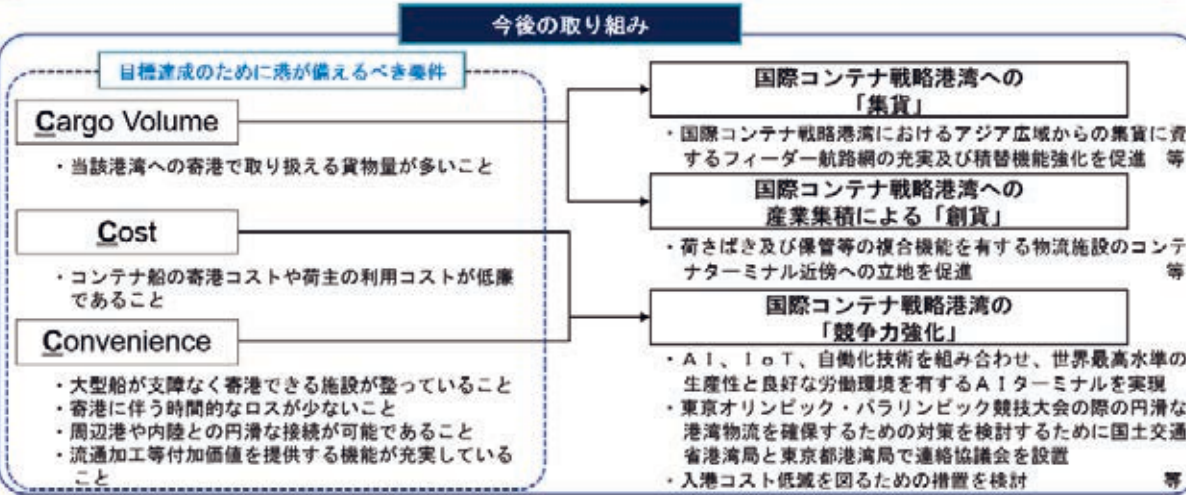 今後の取り組み
目標達成のために港が備えるべき要件
Cargo Volume
・当該港湾への寄港で取り扱える貨物量が多いこと
Cost
・コンテナ船の寄港コストや荷主の利用コストが低廉
であること
Convenience
・大型船が支障なく寄港できる施設が整っていること
・寄港に伴う時間的なロスが少ないこと
・周辺港や内陸との円滑な接続が可能であること
・流通加工等付加価値を提供する機能が充実している
こと
国際コンテナ戦略港湾への
「集貨」
・国際コンテナ戦略港湾におけるアジア広域からの集貨に資
するフィーダー航路網の充実及び積替機能強化を促進 等
国際コンテナ戦略港湾への
産業集積による「創貨」
・荷さばき及び保管等の複合機能を有する物流施設のコンテ
ナターミナル近傍への立地を促進 等
国際コンテナ戦略港湾の
「競争力強化」
・ＡＩ、ＩｏＴ、自働化技術を組み合わせ、世界最高水準の
生産性と良好な労働環境を有するＡＩターミナルを実現
・東京オリンピック・パラリンピック競技大会の際の円滑な
港湾物流を確保するための対策を検討するために国土交通
省港湾局と東京都港湾局で連絡協議会を設置
・入港コスト低減を図るための措置を検討 等